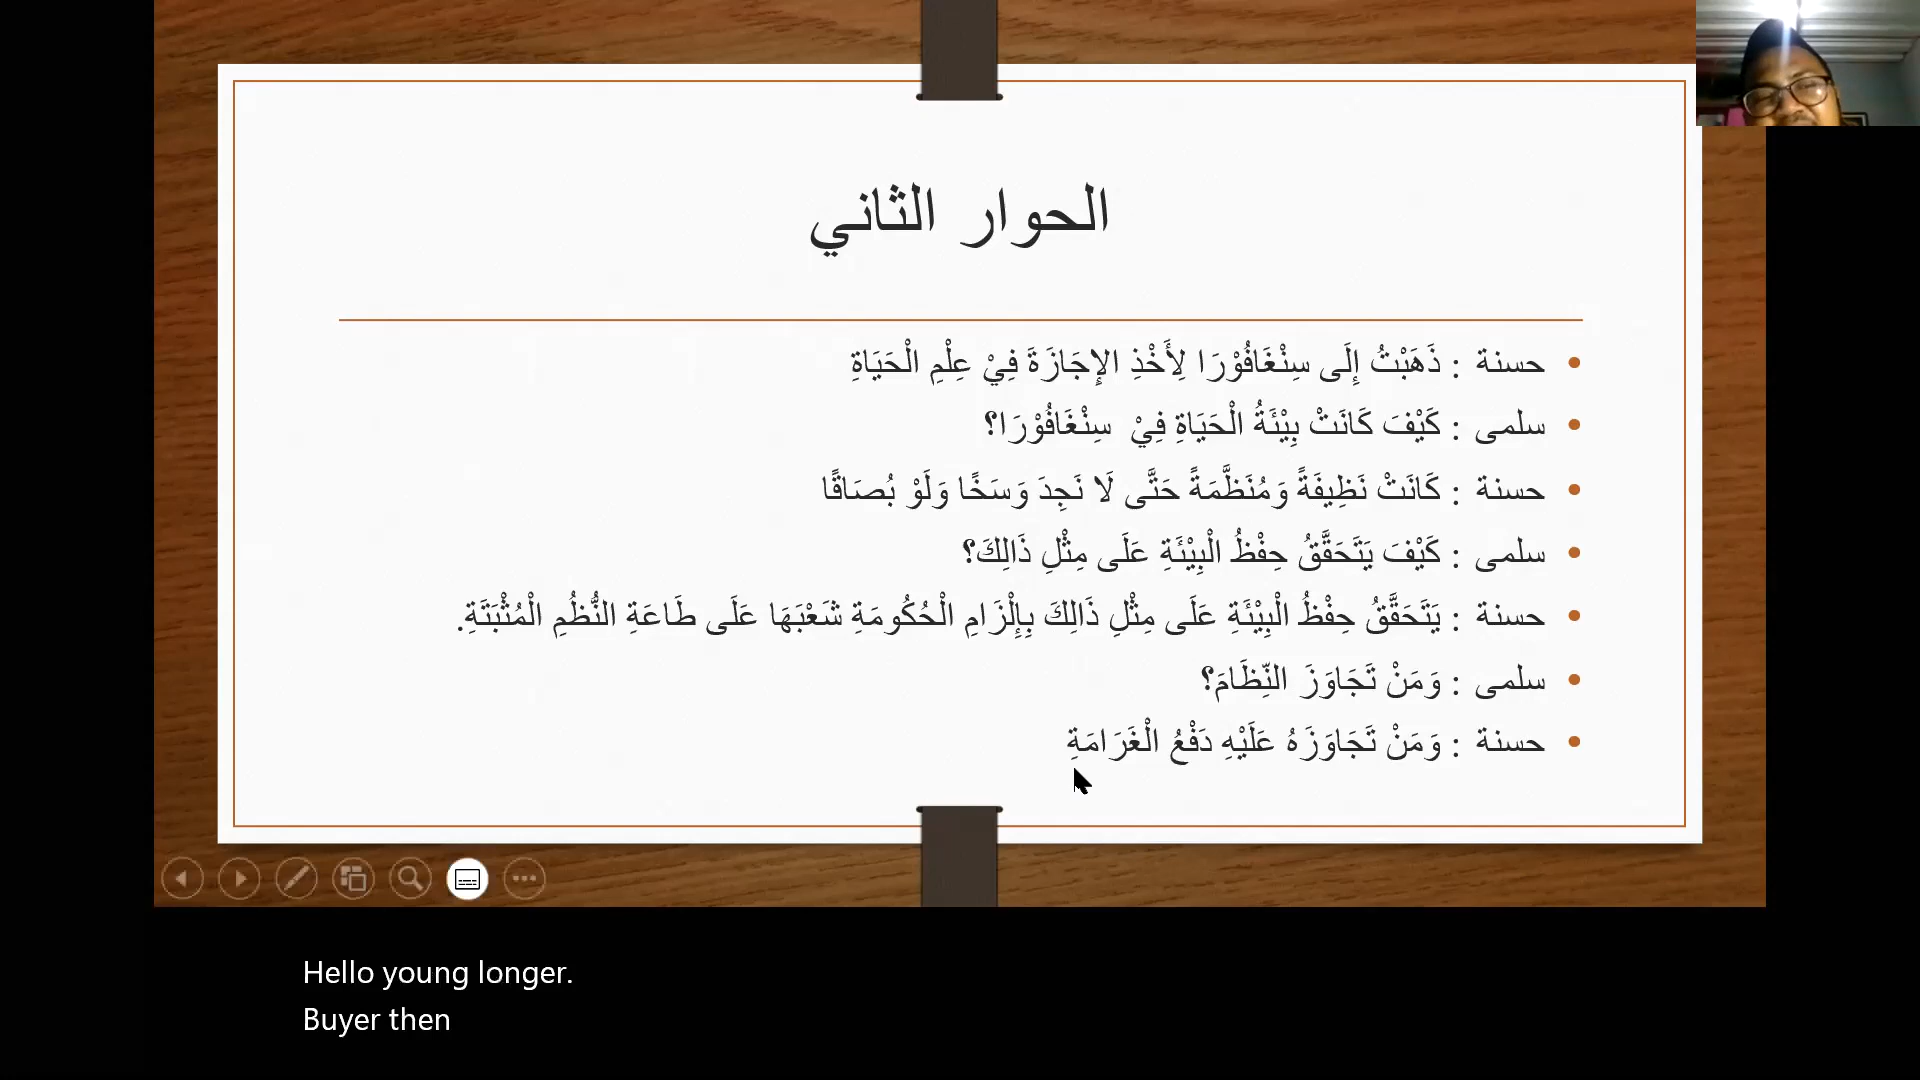 الحوار الثاني
• حسنة : ذَهَبْتُ إِلَى سِنْغَافُوْرَا لِأَخْذِ الإِجَازَةَ فِيْ عِلْمِ الْحَيَاةِ
• سلمى : كَيْفَ كَانَتْ بِيْئَةُ الْحَيَاةِ فِيْ سِنْغَافُوْرَا؟
• حسنة : كَانَتْ نَظِيفَةً وَمُنَظَّمَةً حَتَّى لَا نَجِدَ وَسَخًا وَلَوْ بُصَاقًا
• سلمى : كَيْفَ يَتَحَقَّقُ حِفْظُ الْبِيْئَةِ عَلَى مِثْلِ ذَالِكَ؟
• حسنة : يَتَحَقَّقُ حِفْظُ الْبِيْئَةِ عَلَى مِثْلِ ذَالِكَ بِإِلْزَامِ الْحُكُومَةِ شَعْبَهَا عَلَى طَاعَةِ النُّظُمِ الْمُثْبَتَةِ.
• سلمى : وَمَنْ تَجَاوَزَ النِّظَامَ؟
• حسنة : وَمَنْ تَجَاوَزَهُ عَلَيْهِ دَفْعُ الْغَرَامَةِ
Hello young longer.
Buyer then